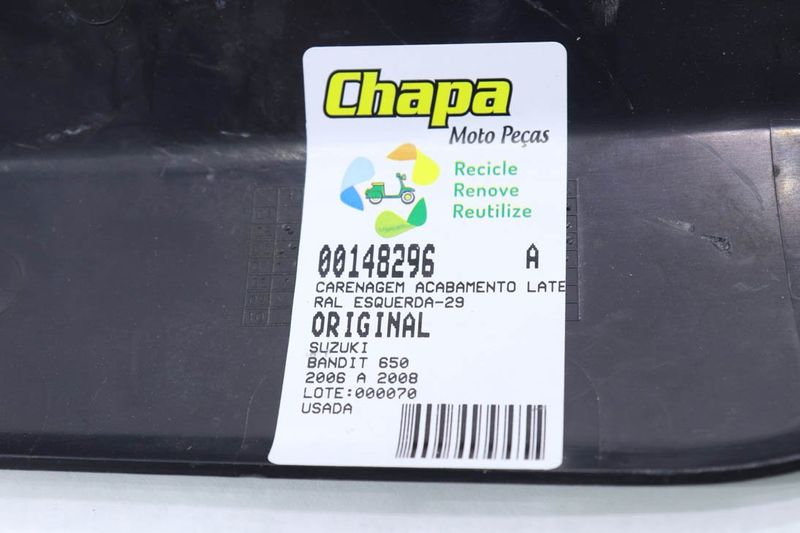 Chapa
Moto Peças
Recicle
Renove
Reutilize
00148296 A
CARENAGEM ACABAMENTO LATE
RAL ESQUERDA-29
ORIGINAL
SUZUKI
BANDIT 650
2006 A 2008
LOTE:000070
USADA